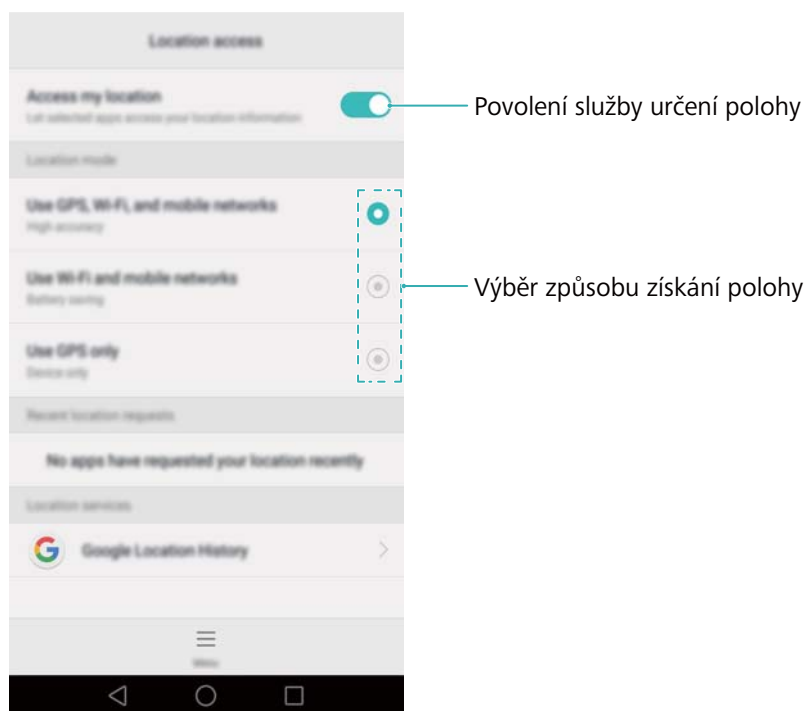 Location access
Access my location
Povolení služby určení polohy
Let selected apps access your location information
Location mode
Use GPS, Wi-Fi, and mobile networks
High accuracy
Use Wi-Fi and mobile networks
Výběr způsobu získání polohy
Battery saving
Use GPS only
Device only
Recent location requests
No apps have requested your location recently
Location services
Google Location History
Menu